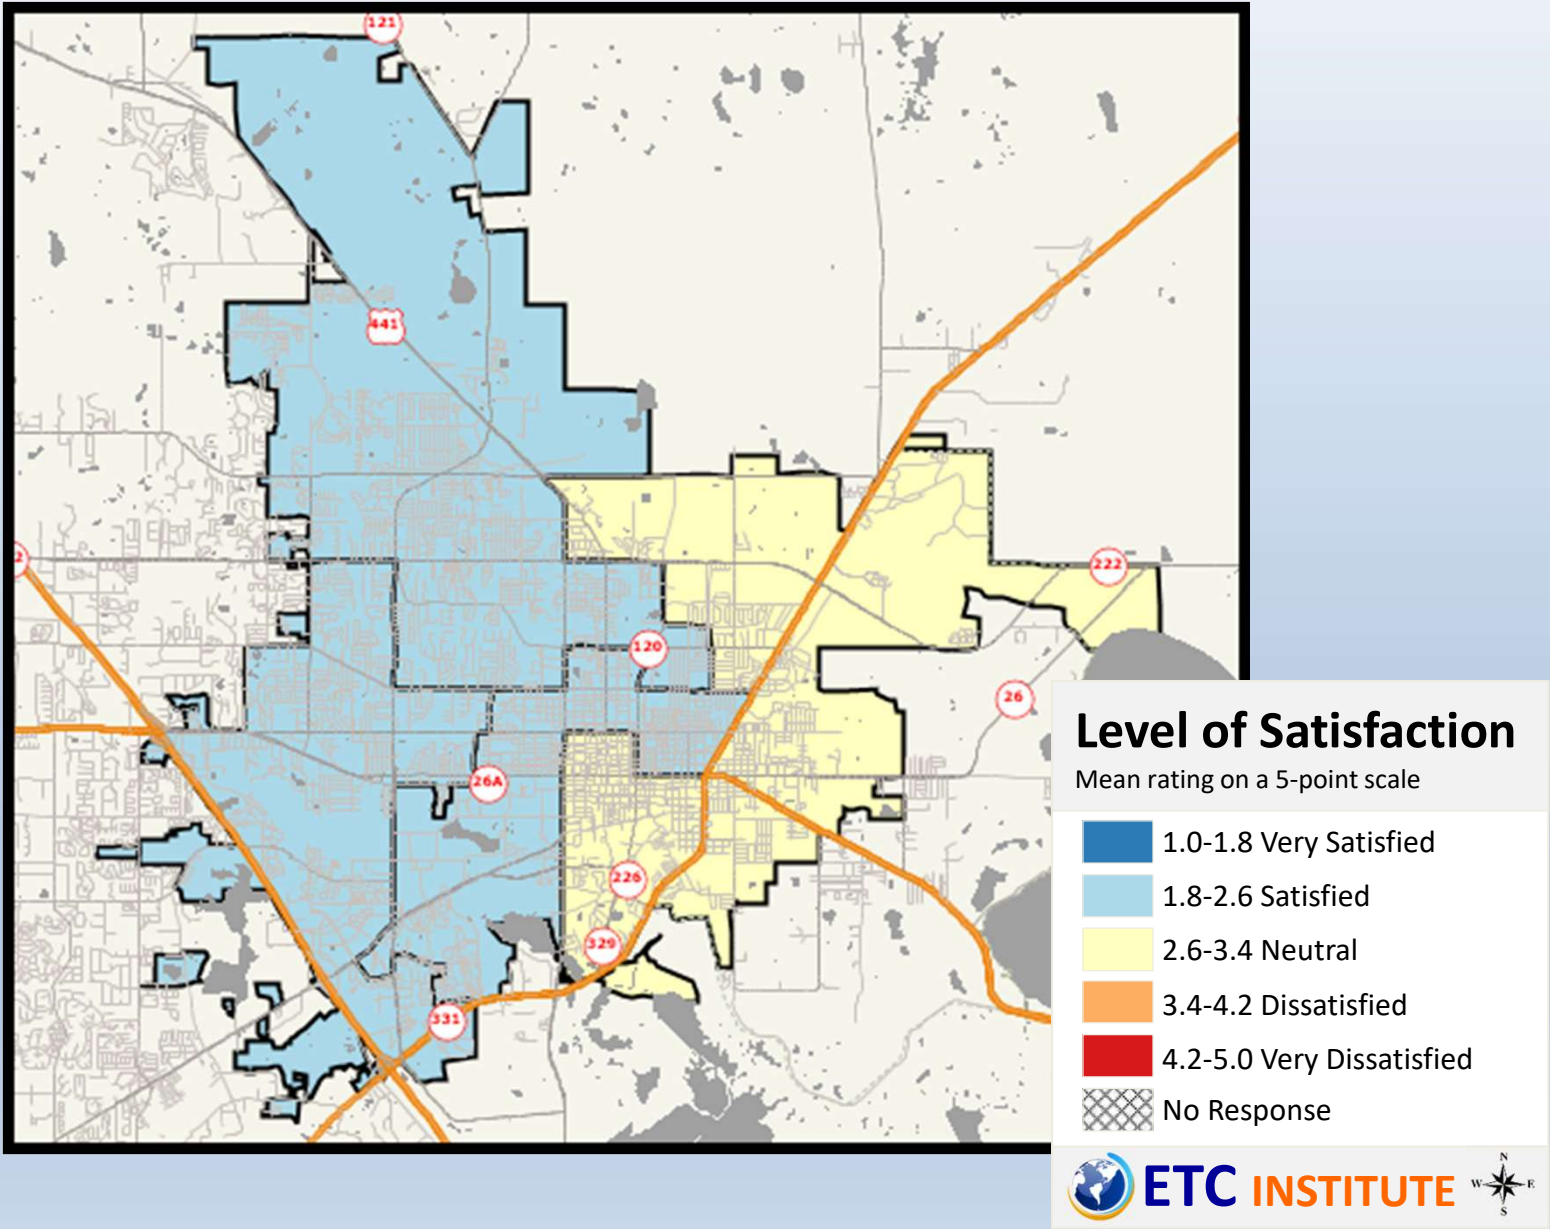 121
441
2
222
120
26
26A
226
329
331
Level of Satisfaction
Mean rating on a 5-point scale
1.0-1.8 Very Satisfied
1.8-2.6 Satisfied
2.6-3.4 Neutral
3.4-4.2 Dissatisfied
4.2-5.0 Very Dissatisfied
No Response
ETC INSTITUTE
N
W E
S